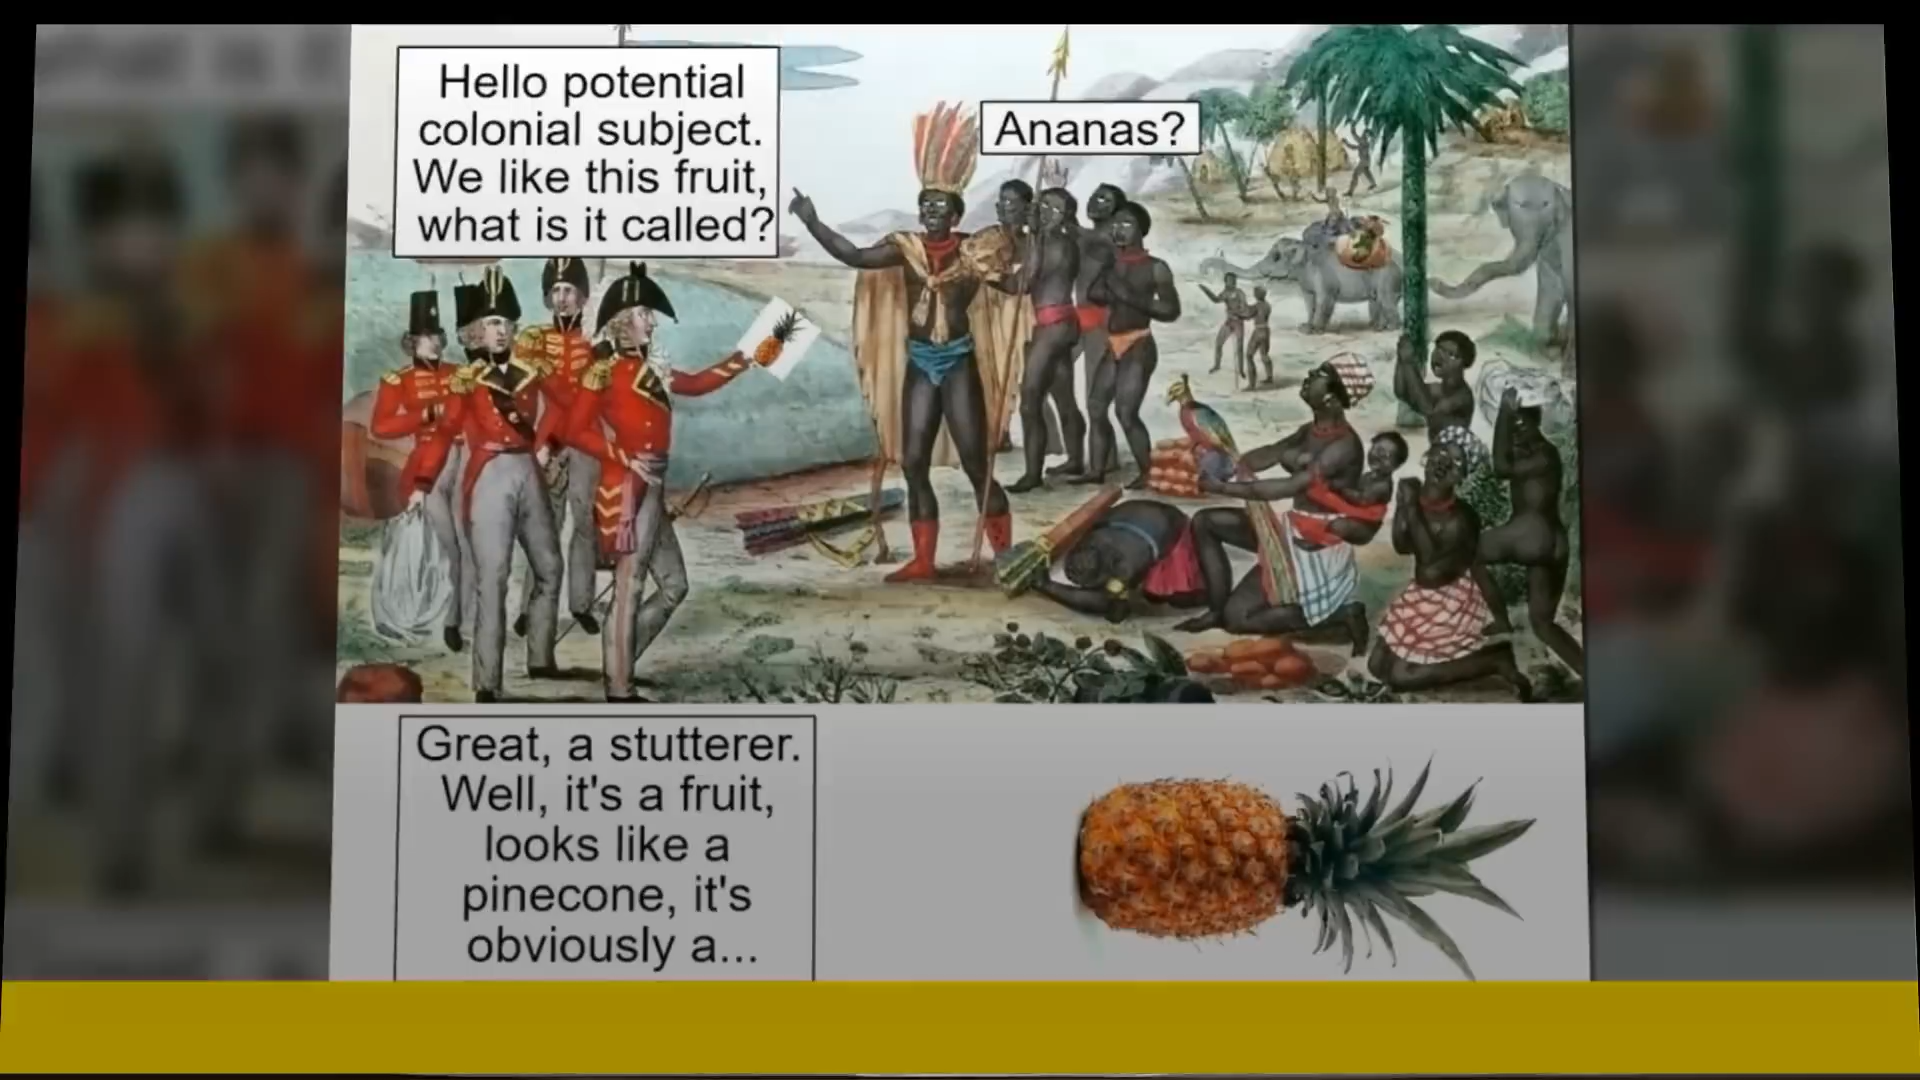 Hello potential
colonial subject.
We like this fruit,
what is it called?
Ananas?
Great, a stutterer.
Well, it's a fruit,
looks like a
pinecone, it's
obviously a...